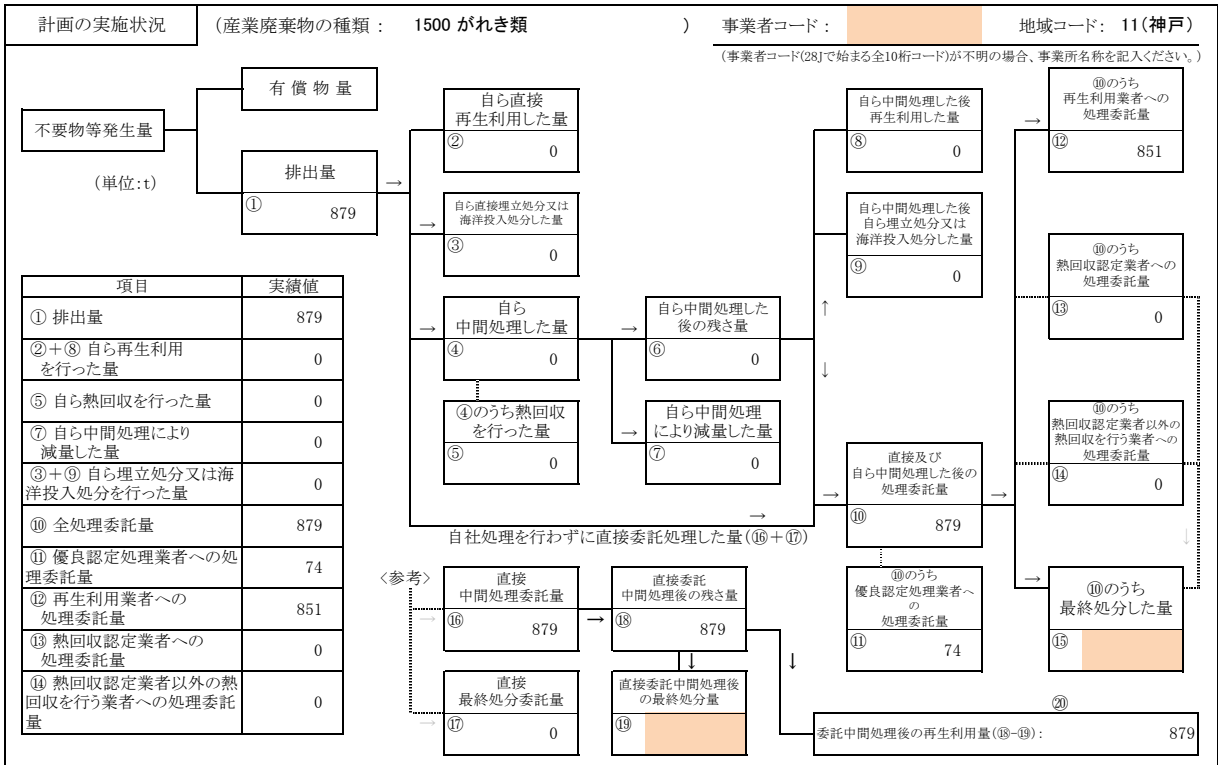 計画の実施状況
(産業廃棄物の種類： 1500 がれき類 )
事業者コード：
地域コード： 11(神戸)
(事業者コード(28Jで始まる全10桁コード)が不明の場合、事業所名称を記入ください。)
不要物等発生量
(単位:t)
有償物量
排出量
→
① 879
自ら直接
再生利用した量
② 0
→
自ら直接埋立処分又は
海洋投入処分した量
③ 0
→
自ら
中間処理した量
④ 0
④のうち熱回収
を行った量
⑤ 0
→
自ら中間処理した
後の残さ量
⑥ 0
→
自ら中間処理
により減量した量
⑦ 0
自ら中間処理した後
再生利用した量
⑧ 0
自ら中間処理した後
自ら埋立処分又は
海洋投入処分した量
⑨ 0
↑
↓
→
直接及び
自ら中間処理した後の
処理委託量
⑩ 879
→
⑩のうち
優良認定処理業者へ
の
処理委託量
⑪ 74
→
⑩のうち
再生利用業者への
処理委託量
⑫ 851
⑩のうち
熱回収認定業者への
処理委託量
⑬ 0
⑩のうち
熱回収認定業者以外の
熱回収を行う業者への
処理委託量
⑭ 0
↓
→
⑩のうち
最終処分した量
⑮
→
自社処理を行わずに直接委託処理した量(⑯+⑰)
〈参考〉
→
直接
中間処理委託量
⑯ 879
→
直接
最終処分委託量
⑰ 0
→
直接委託
中間処理後の残さ量
⑱ 879
↓
直接委託中間処理後
の最終処分量
⑲
↓
⑳
委託中間処理後の再生利用量(⑱-⑲)： 879
項目 実績値
① 排出量 879
②+⑧ 自ら再生利用
を行った量 0
⑤ 自ら熱回収を行った量 0
⑦ 自ら中間処理により
減量した量 0
③+⑨ 自ら埋立処分又は海
洋投入処分を行った量 0
⑩ 全処理委託量 879
⑪ 優良認定処理業者への処
理委託量 74
⑫ 再生利用業者への
処理委託量 851
⑬ 熱回収認定業者への
処理委託量 0
⑭ 熱回収認定業者以外の熱
回収を行う業者への処理委託
量 0